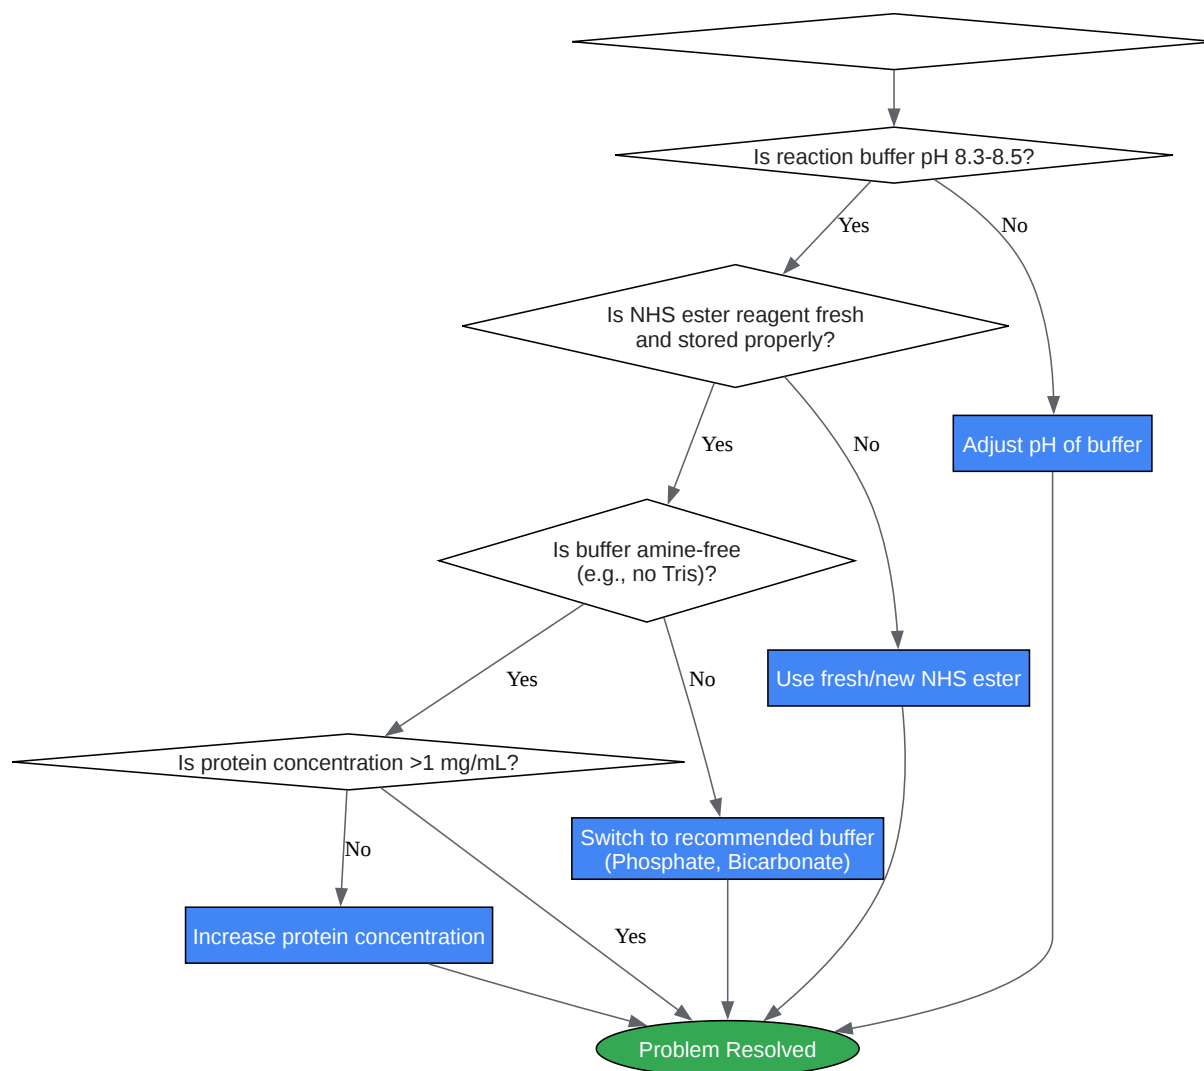 Is reaction buffer pH 8.3-8.5?
Yes
No
Is NHS ester reagent fresh
and stored properly?
Yes
No
Adjust pH of buffer
Is buffer amine-free
(e.g., no Tris)?
Yes
No
Use fresh/new NHS ester
Is protein concentration >1 mg/mL?
No
Switch to recommended buffer
(Phosphate, Bicarbonate)
Increase protein concentration
Yes
Problem Resolved